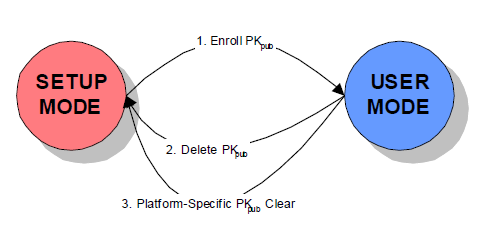 1. Enroll PKpub
SETUP
MODE
USER
MODE
2. Delete PKpub
3. Platform-Specific PKpub Clear